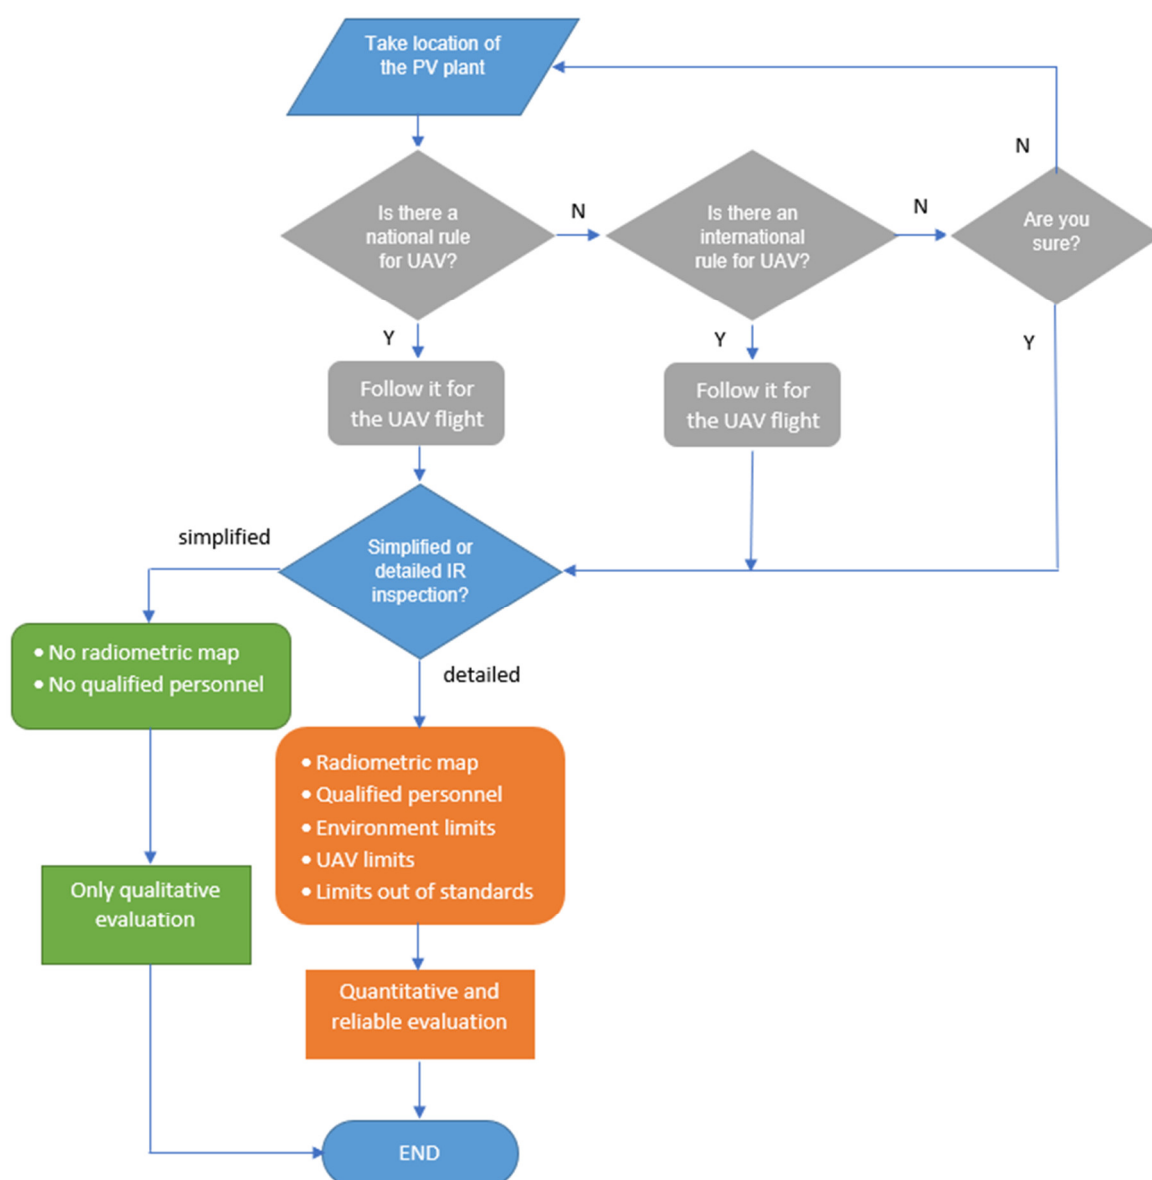 Take location of
the PV plant
N
Is there a
national rule
for UAV?
N
Is there an
international
rule for UAV?
N
Are you
sure?
Y
Y
Y
Follow it for
the UAV flight
Follow it for
the UAV flight
simplified
Simplified or
detailed IR
inspection?
• No radiometric map
• No qualified personnel
detailed
• Radiometric map
• Qualified personnel
• Environment limits
• UAV limits
• Limits out of standards
Only qualitative
evaluation
Quantitative and
reliable evaluation
END